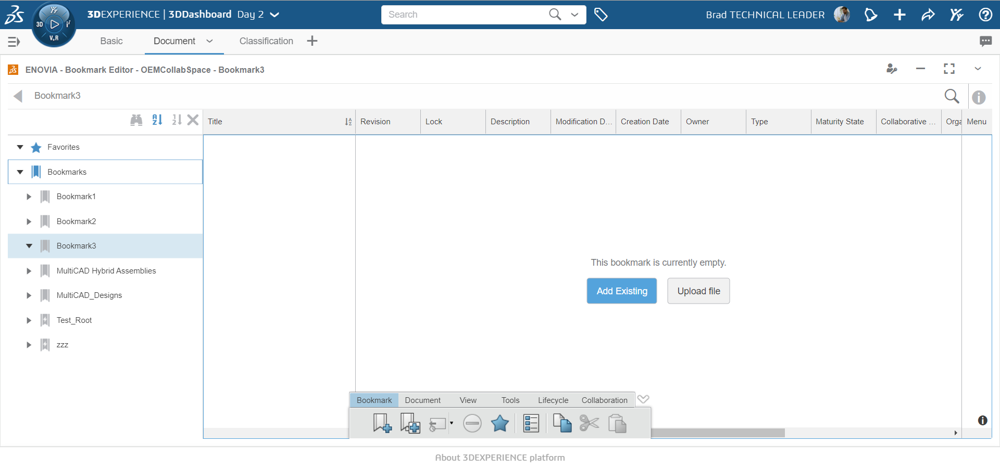 3DEXPERIENCE | 3DDashboard Day 2
Search
Brad TECHNICAL LEADER
3D
V.R
Basic
Document
Classification
ENOVIA - Bookmark Editor - OEMCollabSpace - Bookmark3
Bookmark3
Title
Revision
Lock
Description
Modification D...
Creation Date
Owner
Type
Maturity State
Collaborative ...
Orga
Menu
Favorites
Bookmarks
Bookmark1
Bookmark2
Bookmark3
MultiCAD Hybrid Assemblies
MultiCAD_Designs
Test_Root
zzz
This bookmark is currently empty.
Add Existing
Upload file
Bookmark
Document
View
Tools
Lifecycle
Collaboration
About 3DEXPERIENCE platform